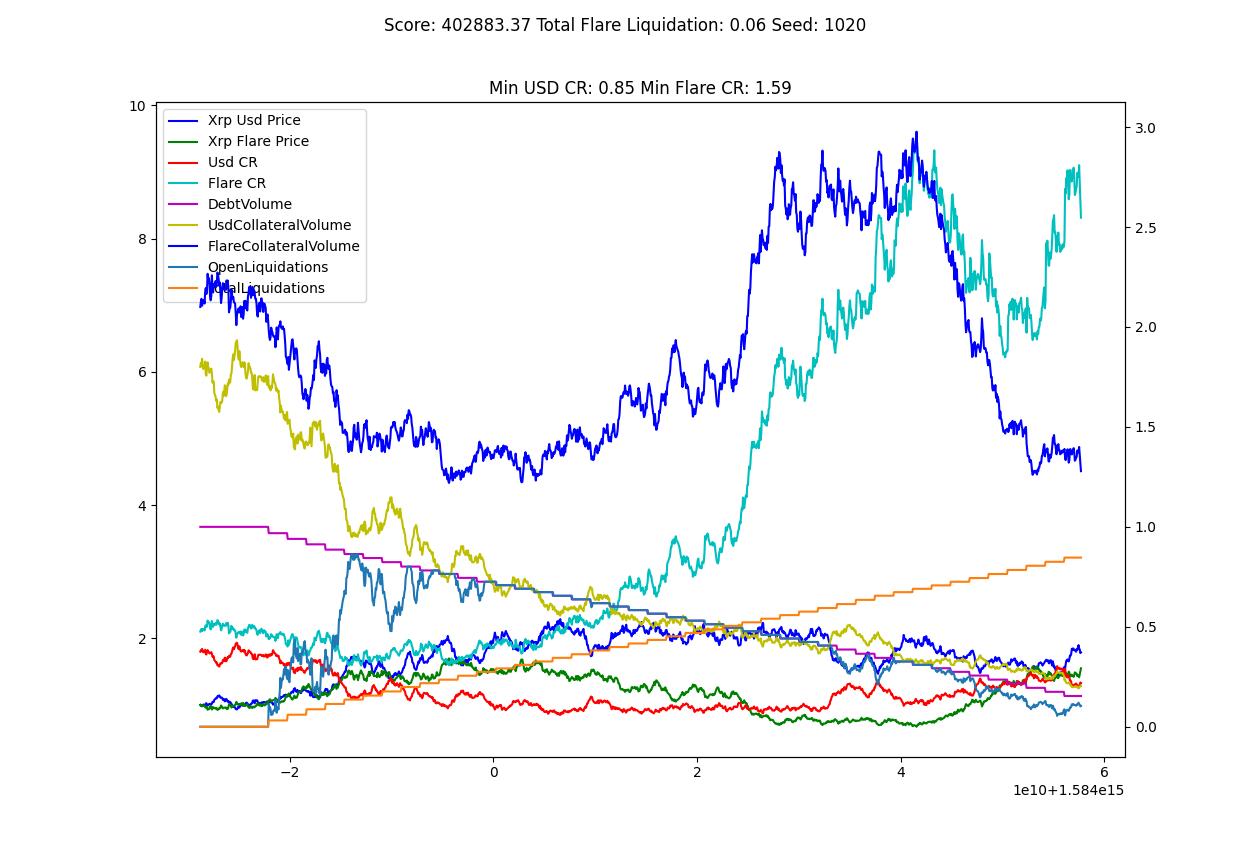 Score: 402883.37 Total Flare Liquidation: 0.06 Seed: 1020
Min USD CR: 0.85 Min Flare CR: 1.59
Xrp Usd Price
Xrp Flare Price
Usd CR
Flare CR
DebtVolume
UsdCollateralVolume
FlareCollateralVolume
OpenLiquidations
TotalLiquidations
10
8
6
4
2
3.0
2.5
2.0
1.5
1.0
0.5
0.0
−2
0
2
4
6
1e10+1.584e15